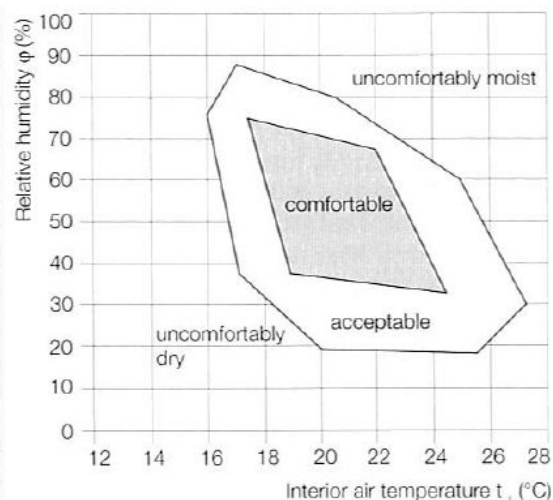 Relative humidity φ (%)
100
90
80
70
60
50
40
30
20
10
0
uncomfortably moist
comfortable
acceptable
uncomfortably
dry
12 14 16 18 20 22 24 26 28
Interior air temperature t , (°C)